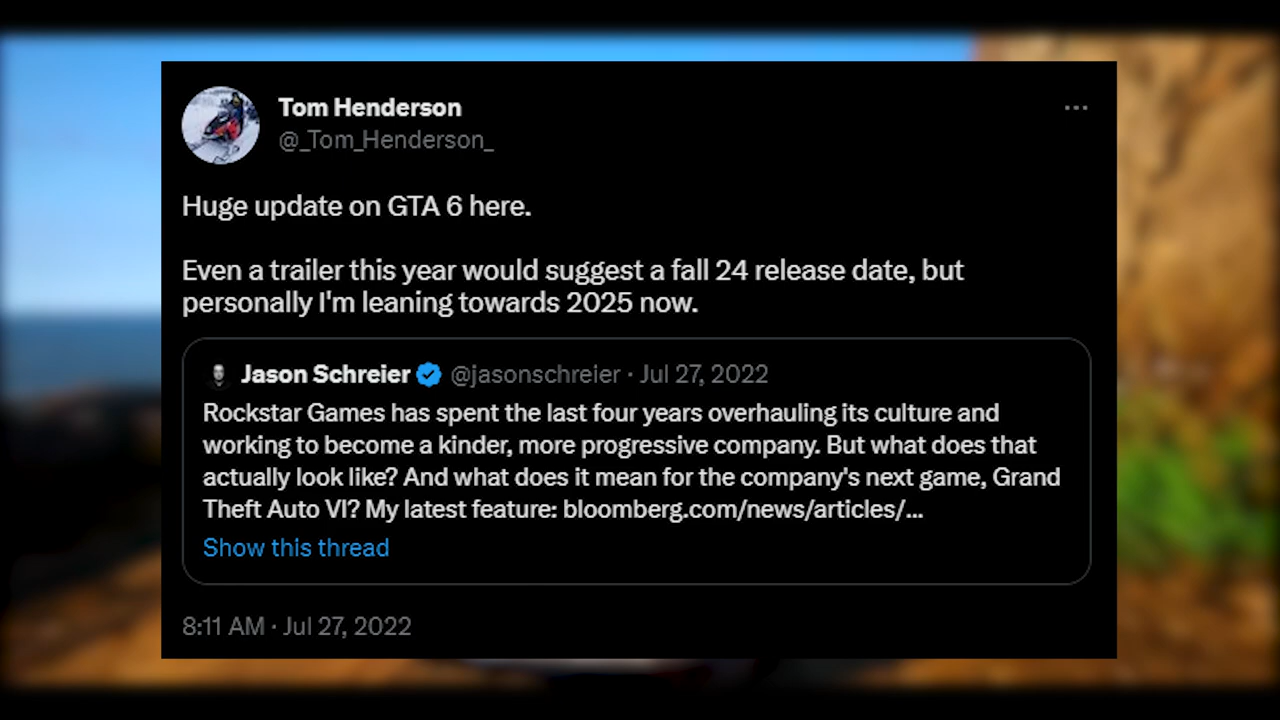 Tom Henderson
@_Tom_Henderson_
Huge update on GTA 6 here.
Even a trailer this year would suggest a fall 24 release date, but
personally I'm leaning towards 2025 now.
Jason Schreier @jasonschreier · Jul 27, 2022
Rockstar Games has spent the last four years overhauling its culture and
working to become a kinder, more progressive company. But what does that
actually look like? And what does it mean for the company's next game, Grand
Theft Auto VI? My latest feature: bloomberg.com/news/articles/...
Show this thread
8:11 AM · Jul 27, 2022